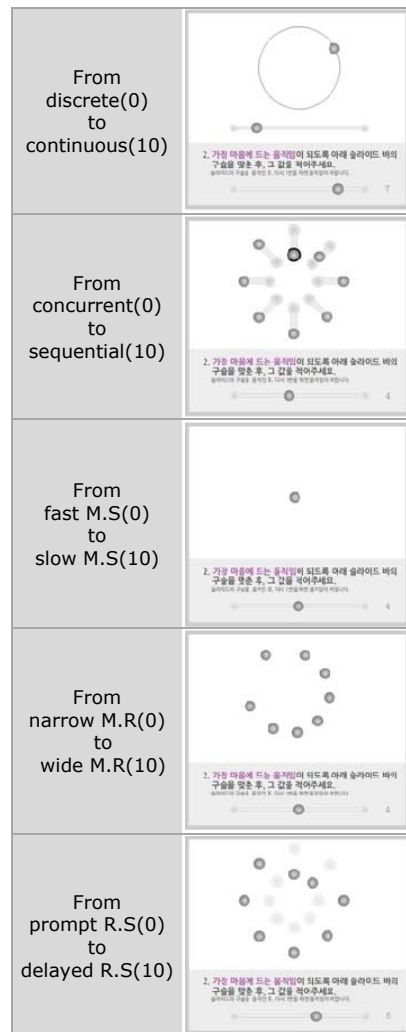 From
discrete(0)
to
continuous(10)
2. 가장 마음에 드는 움직임이 되도록 아래 슬라이드 바의
구슬을 맞춘 후, 그 값을 적어주세요.
7
From
concurrent(0)
to
sequential(10)
2. 가장 마음에 드는 움직임이 되도록 아래 슬라이드 바의
구슬을 맞춘 후, 그 값을 적어주세요.
4
From
fast M.S(0)
to
slow M.S(10)
2. 가장 마음에 드는 움직임이 되도록 아래 슬라이드 바의
구슬을 맞춘 후, 그 값을 적어주세요.
4
From
narrow M.R(0)
to
wide M.R(10)
2. 가장 마음에 드는 움직임이 되도록 아래 슬라이드 바의
구슬을 맞춘 후, 그 값을 적어주세요.
4
From
prompt R.S(0)
to
delayed R.S(10)
2. 가장 마음에 드는 움직임이 되도록 아래 슬라이드 바의
구슬을 맞춘 후, 그 값을 적어주세요.
6